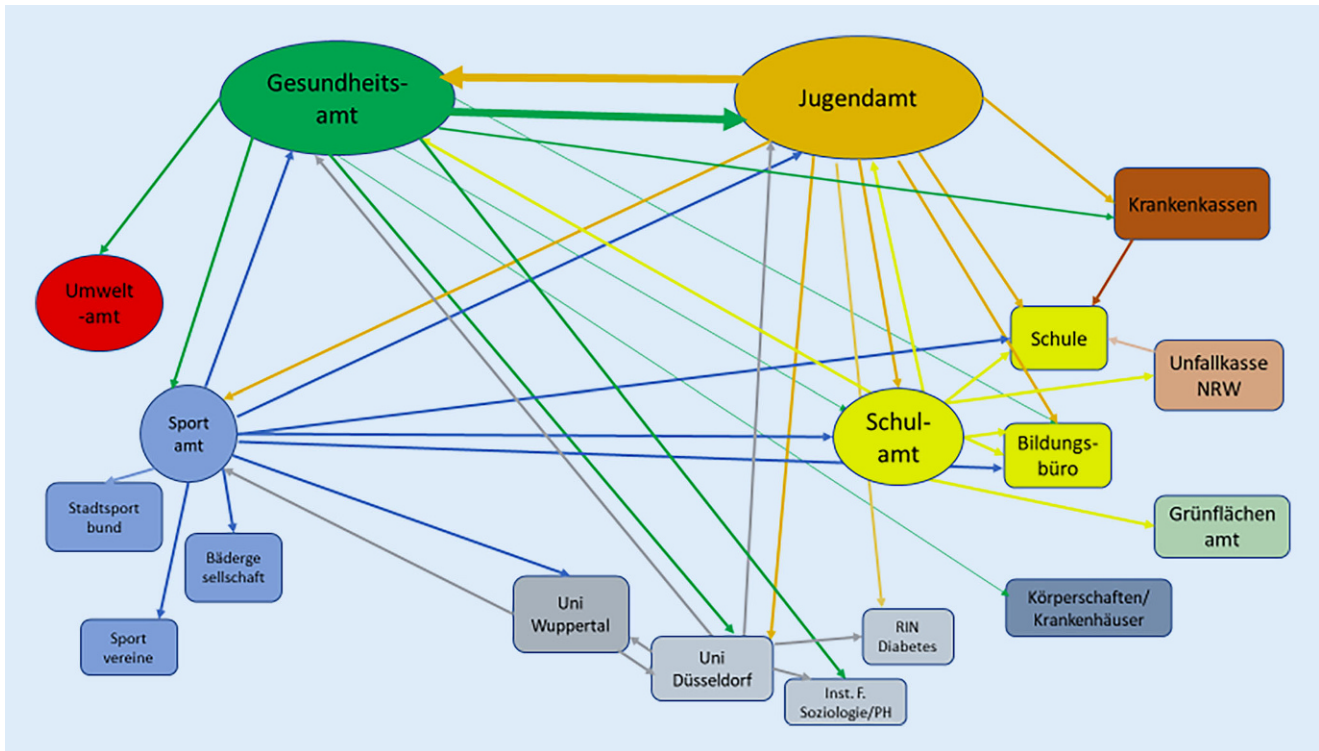 Gesundheits-
amt
Jugendamt
Krankenkassen
Umwelt
-amt
Schule
Unfallkasse
NRW
Sport
amt
Schul-
amt
Bildungs-
büro
Stadtsport
bund
Grünflächen
amt
Bäderge
sellschaft
Körperschaften/
Krankenhäuser
Uni
Wuppertal
RIN
Diabetes
Sport
vereine
Uni
Düsseldorf
Inst. F.
Soziologie/PH